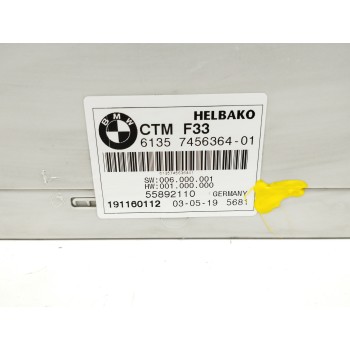 HELBAKO
BMW
CTM F33
6135 7456364-01
SW:006.000.001
HW:001.000.000
55892110 GERMANY
191160112 03-05-19 5681